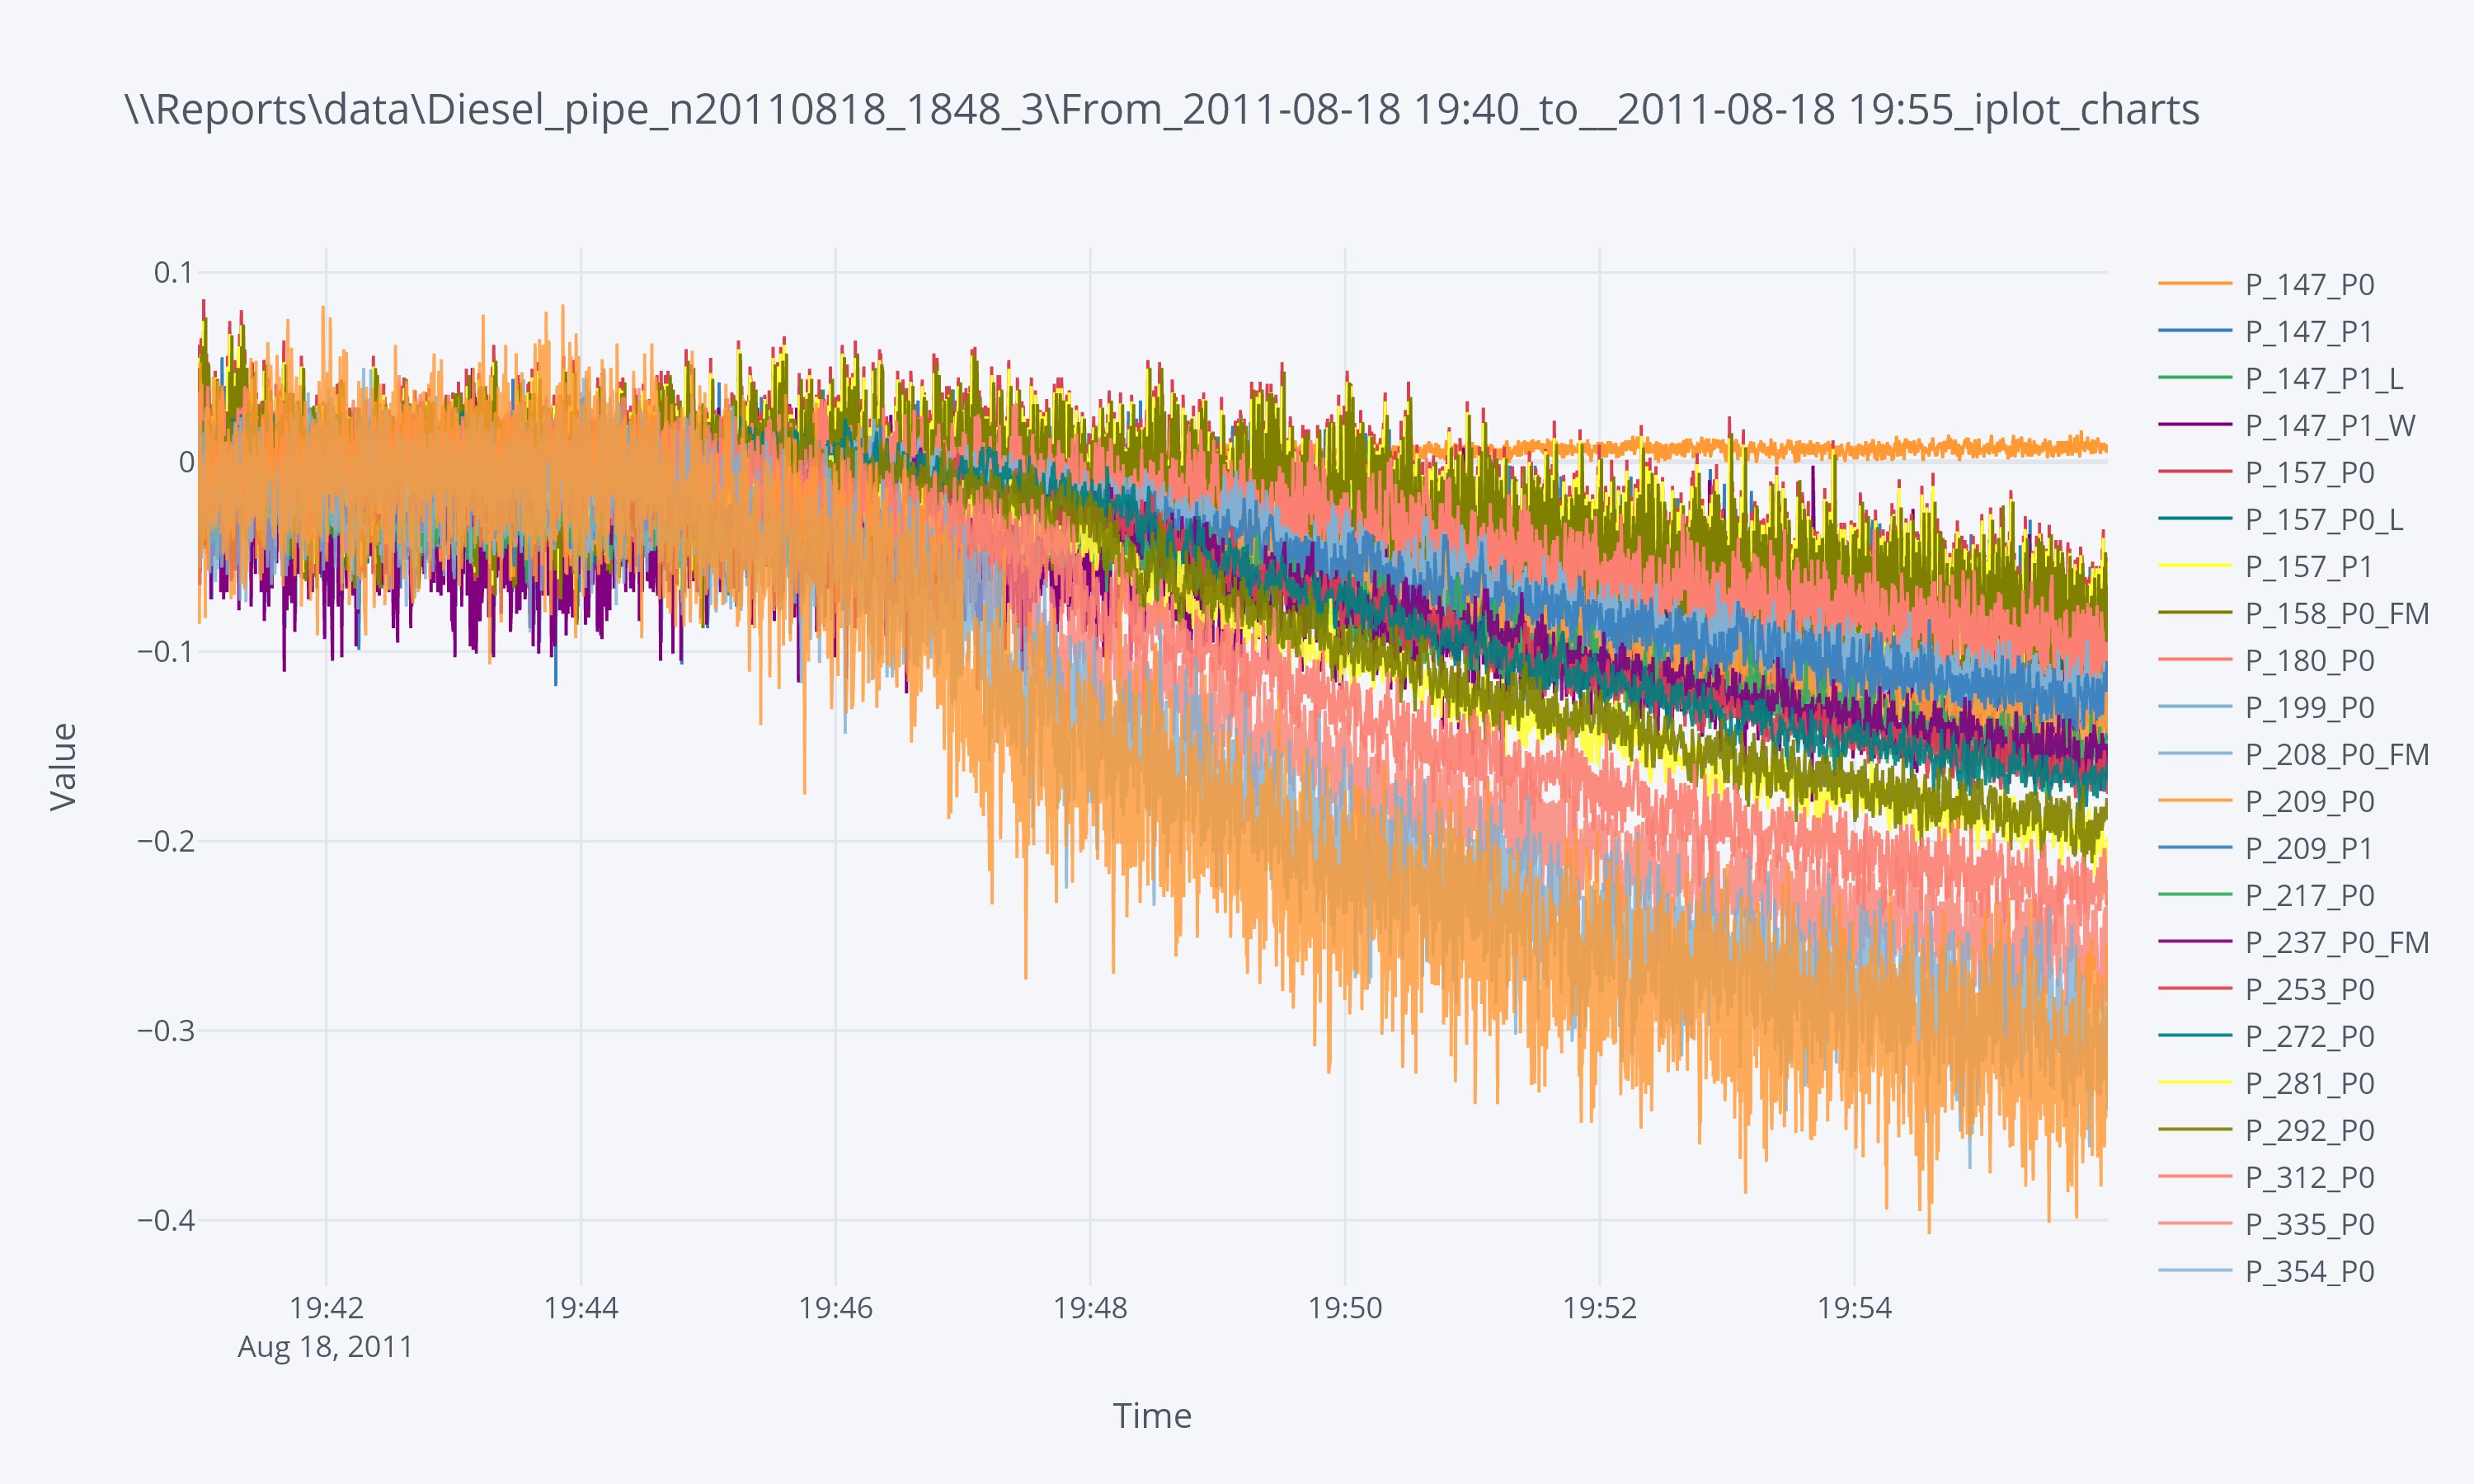 \\Reports\data\Diesel_pipe_n20110818_1848_3\From_2011-08-18 19:40_to__2011-08-18 19:55_iplot_charts
0.1
0
−0.1
−0.2
−0.3
−0.4
Value
19:42
Aug 18, 2011
19:44
19:46
19:48
19:50
19:52
19:54
Time
P_147_P0
P_147_P1
P_147_P1_L
P_147_P1_W
P_157_P0
P_157_P0_L
P_157_P1
P_158_P0_FM
P_180_P0
P_199_P0
P_208_P0_FM
P_209_P0
P_209_P1
P_217_P0
P_237_P0_FM
P_253_P0
P_272_P0
P_281_P0
P_292_P0
P_312_P0
P_335_P0
P_354_P0